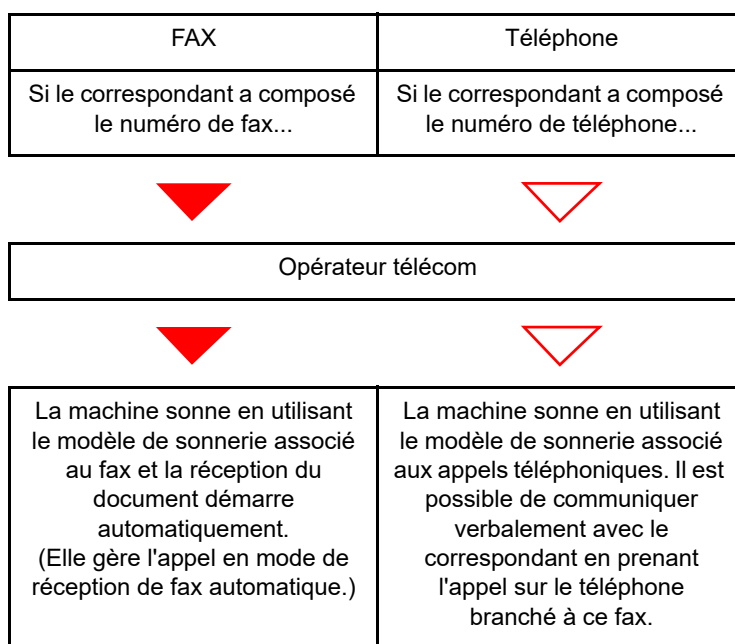 FAX
Téléphone
Si le correspondant a composé
le numéro de fax...
Si le correspondant a composé
le numéro de téléphone...
Opérateur télécom
La machine sonne en utilisant
le modèle de sonnerie associé
au fax et la réception du
document démarre
automatiquement.
(Elle gère l'appel en mode de
réception de fax automatique.)
La machine sonne en utilisant
le modèle de sonnerie associé
aux appels téléphoniques. Il est
possible de communiquer
verbalement avec le
correspondant en prenant
l'appel sur le téléphone
branché à ce fax.